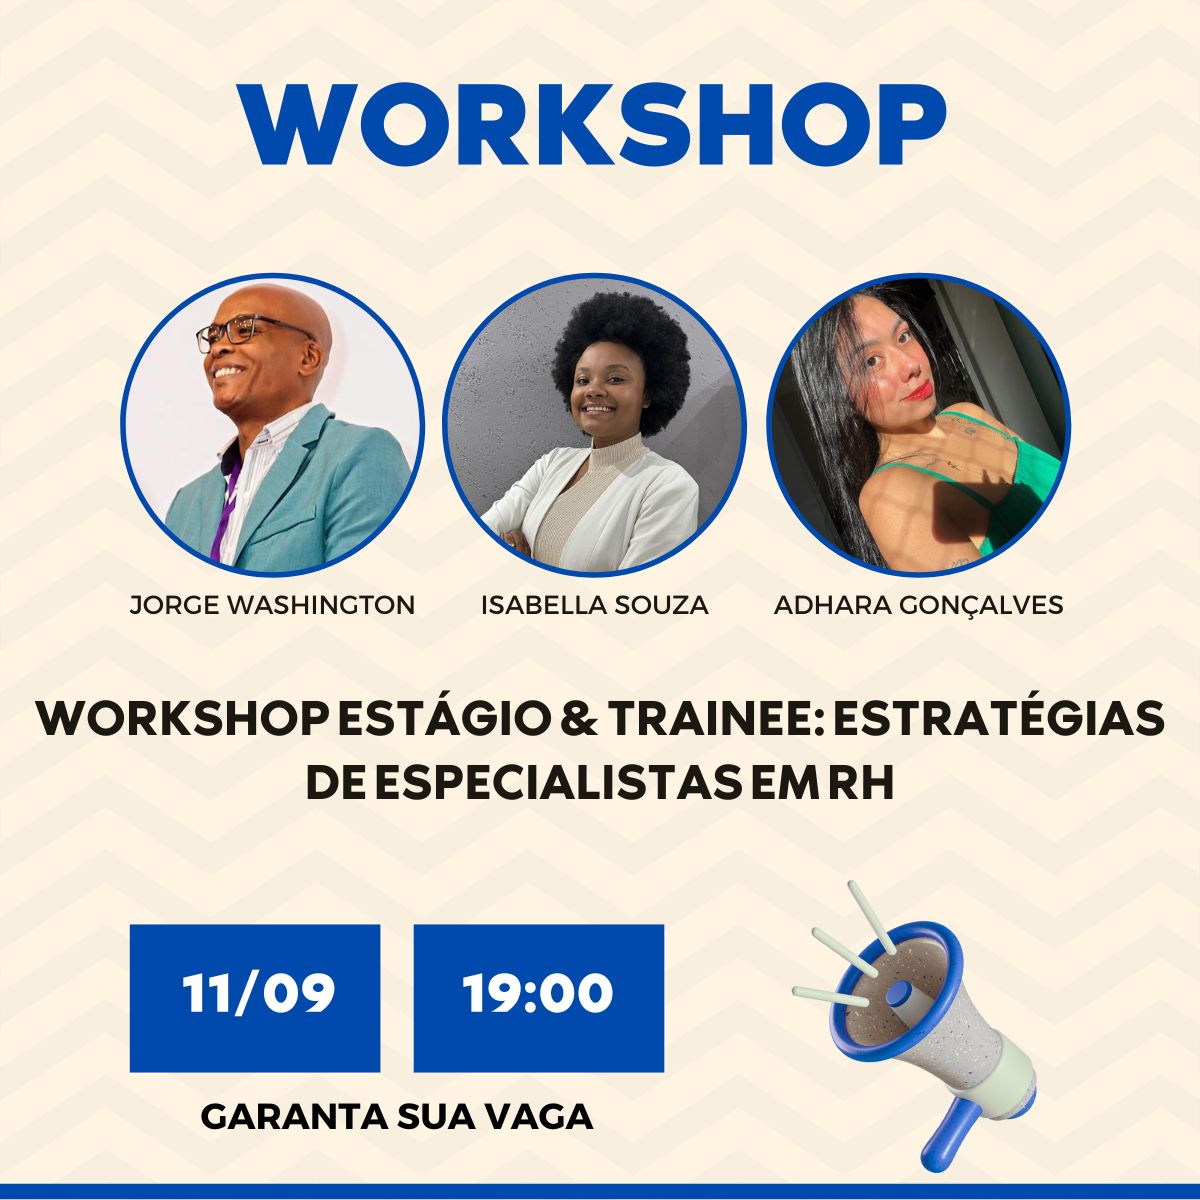 WORKSHOP
JORGE WASHINGTON
ISABELLA SOUZA
ADHARA GONÇALVES
WORKSHOP ESTÁGIO & TRAINEE: ESTRATÉGIAS
DE ESPECIALISTAS EM RH
11/09
19:00
GARANTA SUA VAGA